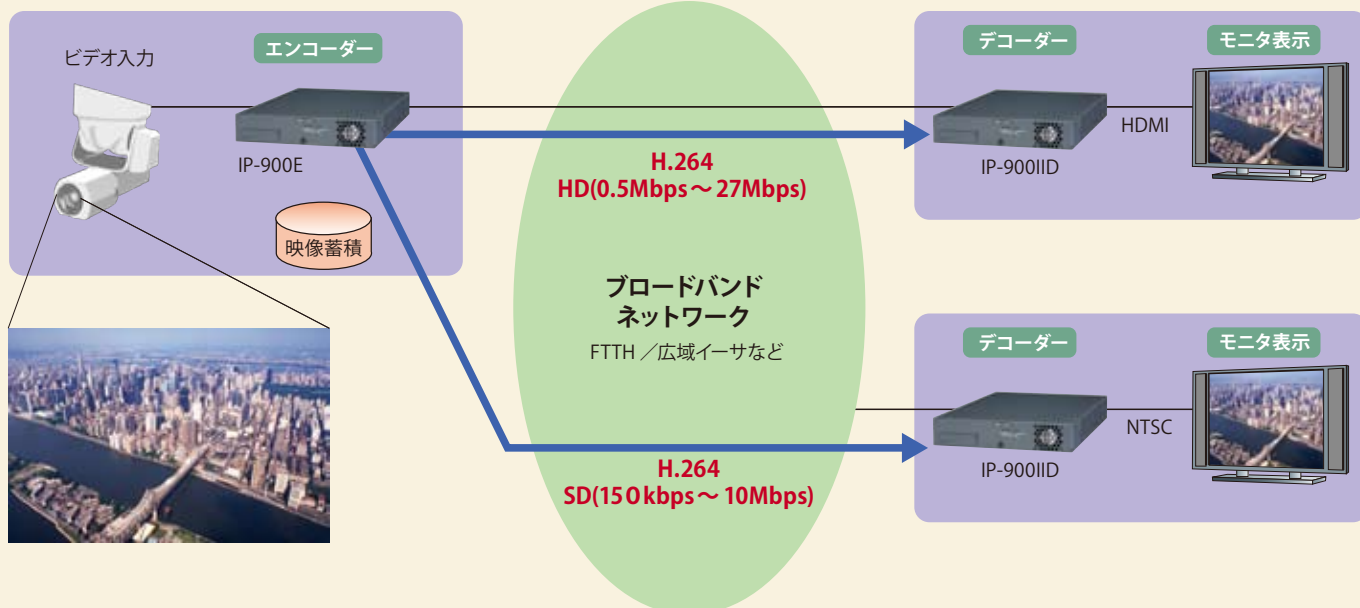 ビデオ入力
エンコーダー
IP-900E
映像蓄積
H.264
HD(0.5Mbps～27Mbps)
ブロードバンド
ネットワーク
FTTH／広域イーサなど
H.264
SD(150kbps～10Mbps)
デコーダー
モニタ表示
HDMI
IP-900IID
デコーダー
モニタ表示
NTSC
IP-900IID